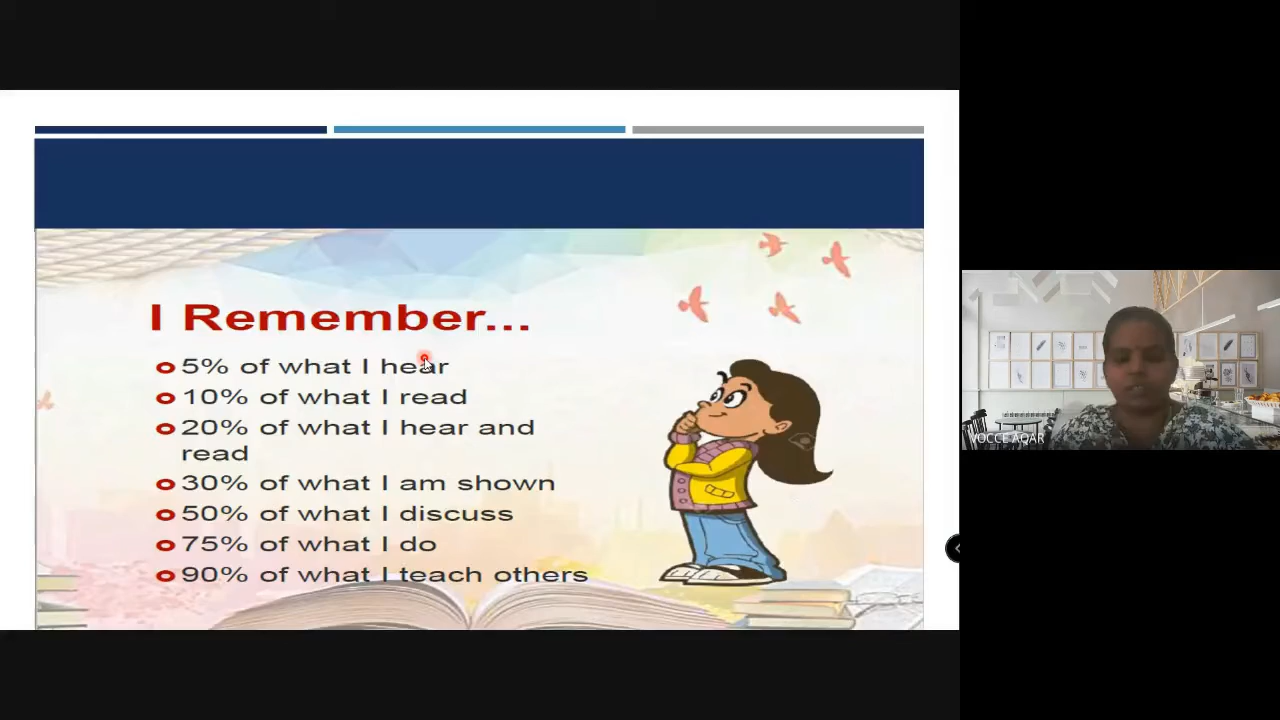 I Remember...
5% of what I hear
10% of what I read
20% of what I hear and
read
30% of what I am shown
50% of what I discuss
75% of what I do
90% of what I teach others
VOCCE AQAR